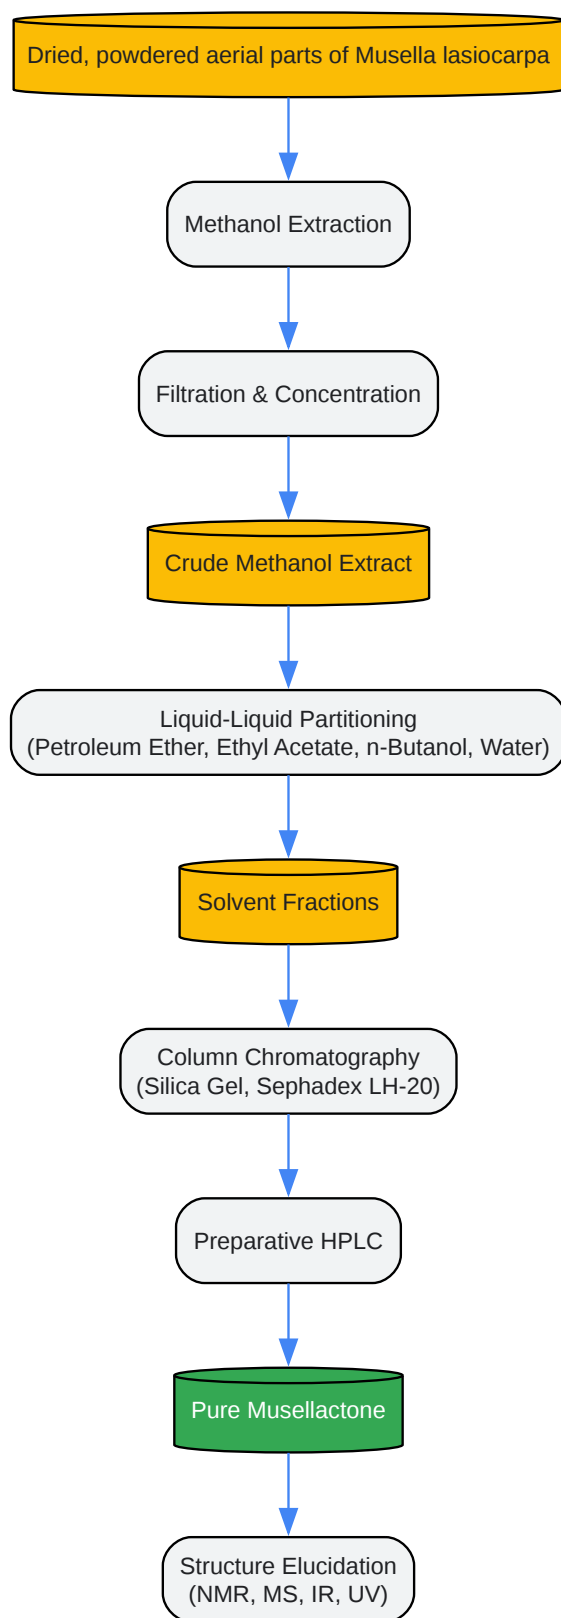 Dried, powdered aerial parts of Musella lasiocarpa
Methanol Extraction
Filtration & Concentration
Crude Methanol Extract
Liquid-Liquid Partitioning
(Petroleum Ether, Ethyl Acetate, n-Butanol, Water)
Solvent Fractions
Column Chromatography
(Silica Gel, Sephadex LH-20)
Preparative HPLC
Pure Musellactone
Structure Elucidation
(NMR, MS, IR, UV)